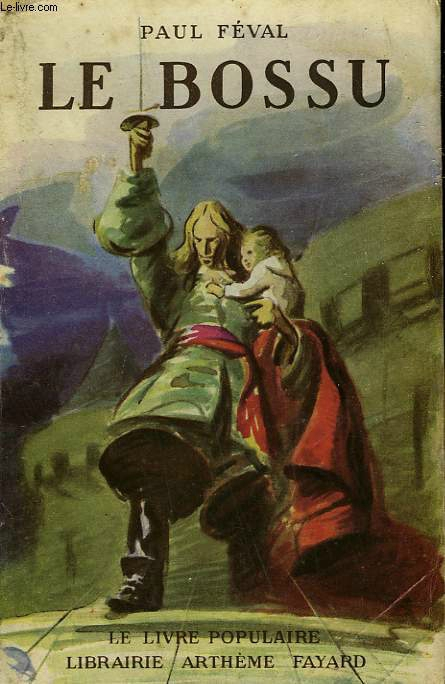 Le-livre.com
PAUL FÉVAL
LE BOSSU
LE LIVRE POPULAIRE
LIBRAIRIE ARTHÈME FAYARD